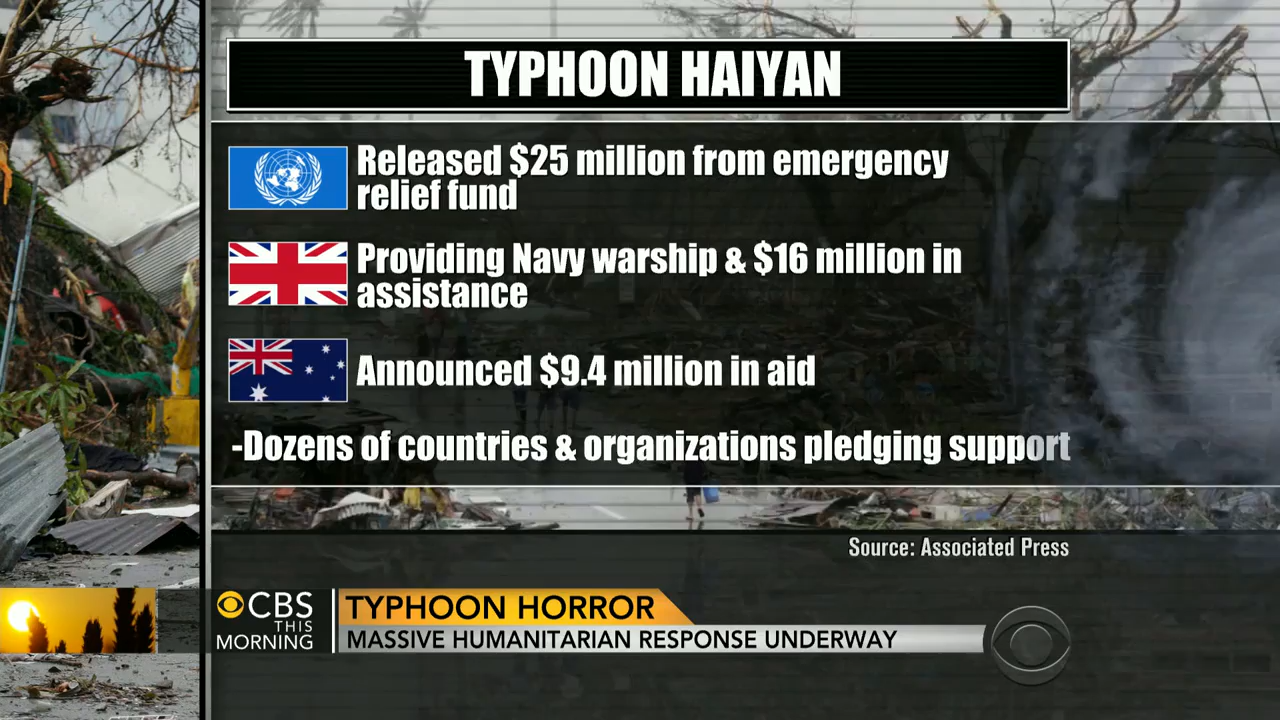 TYPHOON HAIYAN
Released $25 million from emergency
relief fund
Providing Navy warship & $16 million in
assistance
Announced $9.4 million in aid
-Dozens of countries & organizations pledging support
Source: Associated Press
CBS
THIS
MORNING
TYPHOON HORROR
MASSIVE HUMANITARIAN RESPONSE UNDERWAY